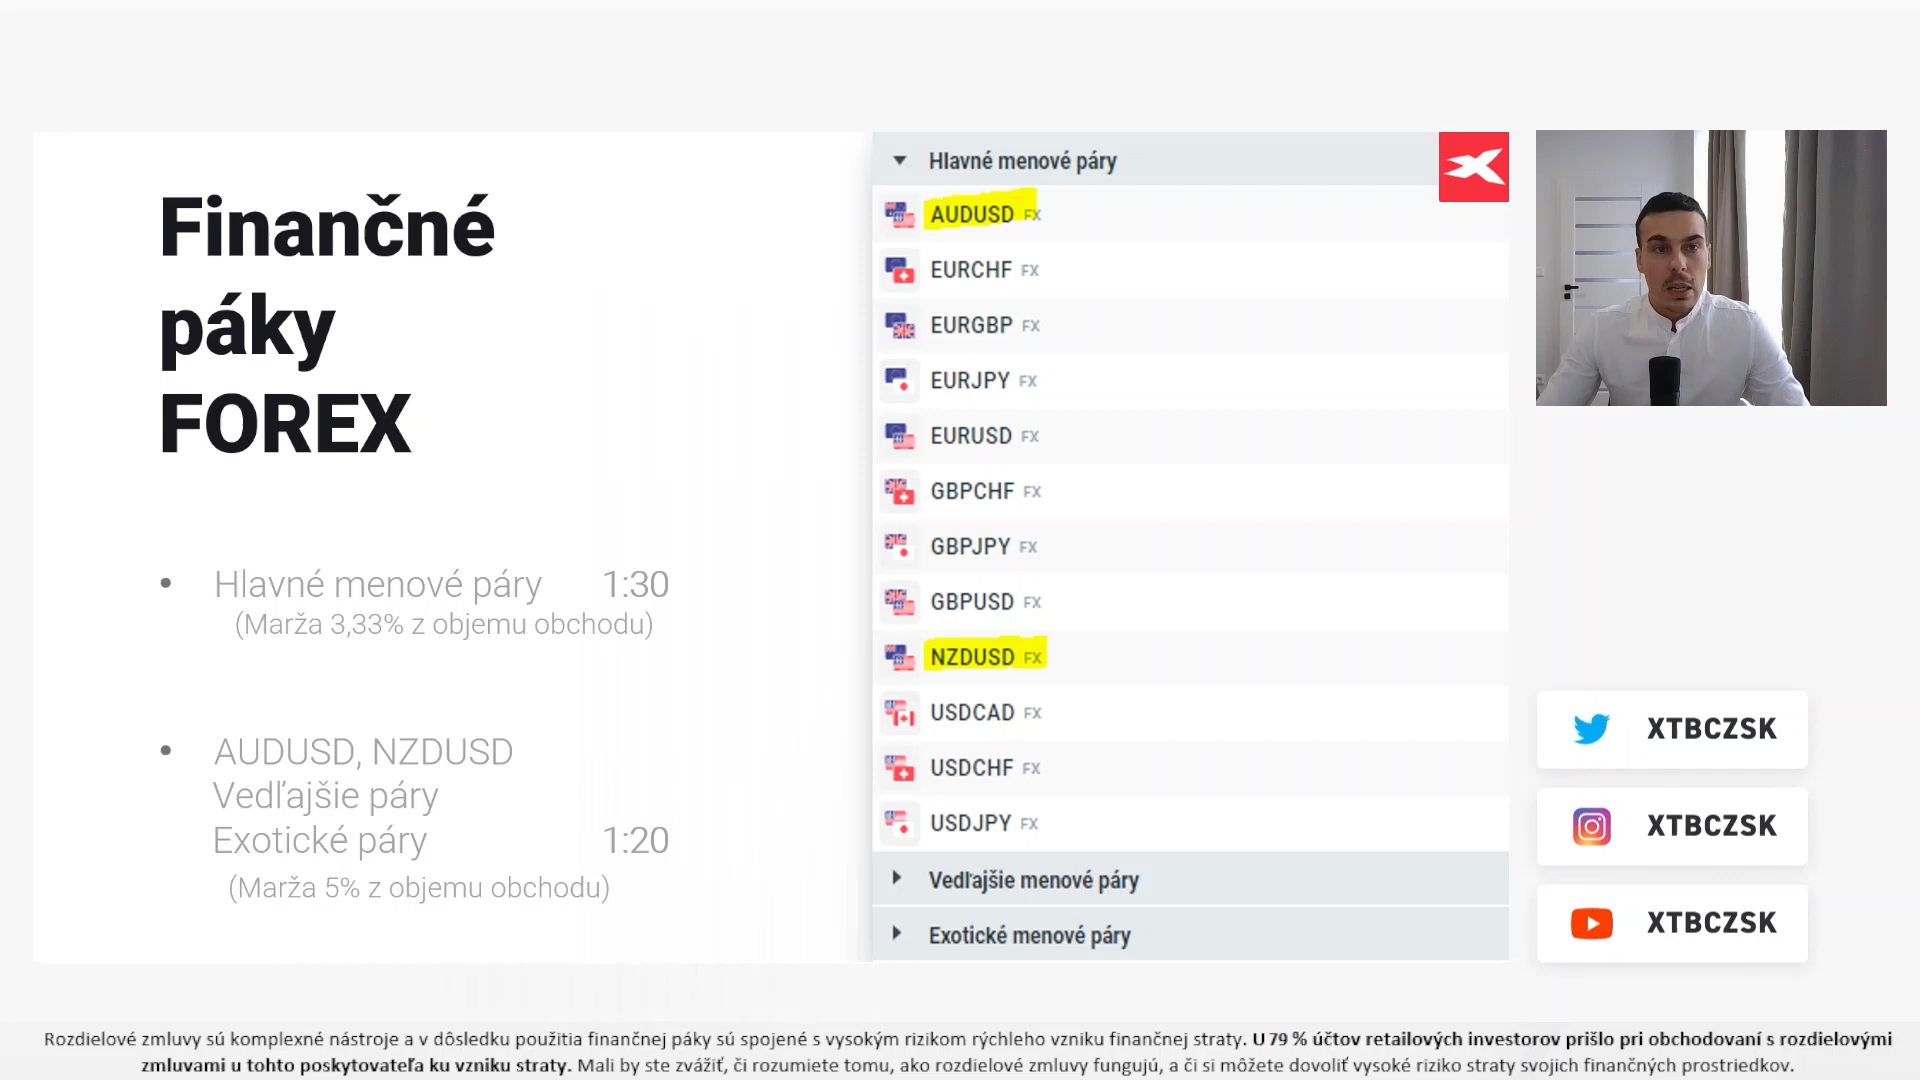 Finančné
páky
FOREX
• Hlavné menové páry 1:30
(Marža 3,33% z objemu obchodu)
• AUDUSD, NZDUSD
Vedľajšie páry
Exotické páry 1:20
(Marža 5% z objemu obchodu)
Hlavné menové páry
AUDUSD FX
EURCHF FX
EURGBP FX
EURJPY FX
EURUSD FX
GBPCHF FX
GBPJPY FX
GBPUSD FX
NZDUSD FX
USDCAD FX
USDCHF FX
USDJPY FX
Vedľajšie menové páry
Exotické menové páry
XTBCZSK
XTBCZSK
XTBCZSK
Rozdielové zmluvy sú komplexné nástroje a v dôsledku použitia finančnej páky sú spojené s vysokým rizikom rýchleho vzniku finančnej straty. U 79 % účtov retailových investorov prišlo pri obchodovaní s rozdielovými
zmluvami u tohto poskytovateľa ku vzniku straty. Mali by ste zvážiť, či rozumiete tomu, ako rozdielové zmluvy fungujú, a či si môžete dovoliť vysoké riziko straty svojich finančných prostriedkov.